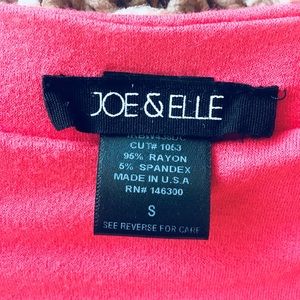 JOE & ELLE
CUT# 1053
95% RAYON
5% SPANDEX
MADE IN U.S.A
RN# 146300
S
SEE REVERSE FOR CARE